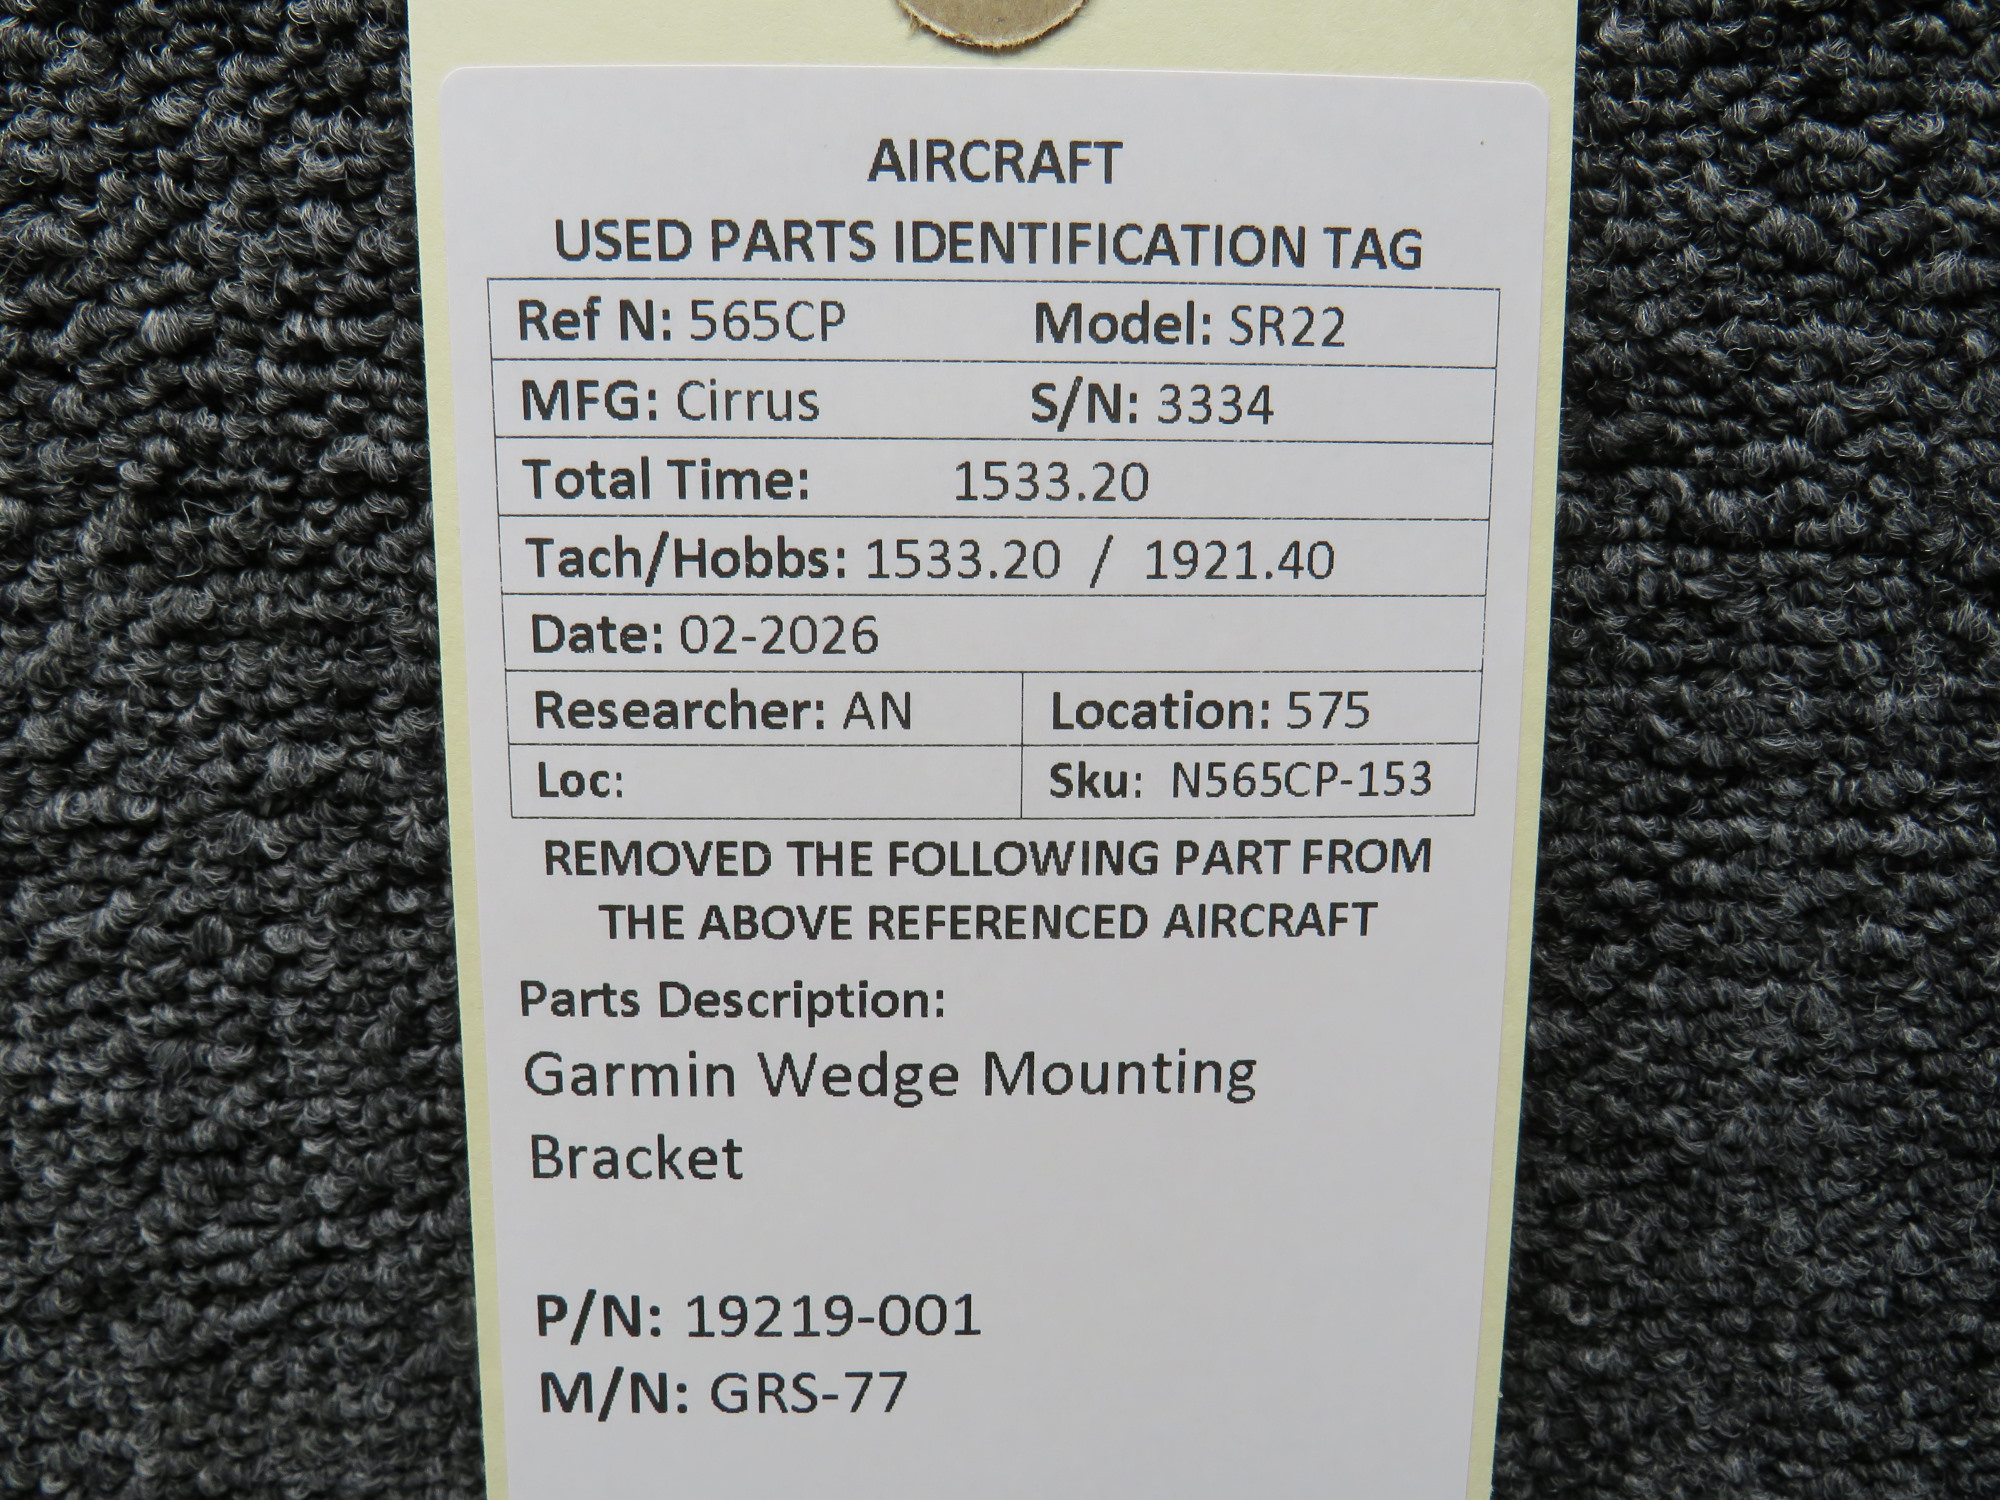 AIRCRAFT
USED PARTS IDENTIFICATION TAG
Ref N: 565CP Model: SR22
MFG: Cirrus S/N: 3334
Total Time: 1533.20
Tach/Hobbs: 1533.20 / 1921.40
Date: 02-2026
Researcher: AN Location: 575
Loc: Sku: N565CP-153
REMOVED THE FOLLOWING PART FROM
THE ABOVE REFERENCED AIRCRAFT
Parts Description:
Garmin Wedge Mounting
Bracket
P/N: 19219-001
M/N: GRS-77